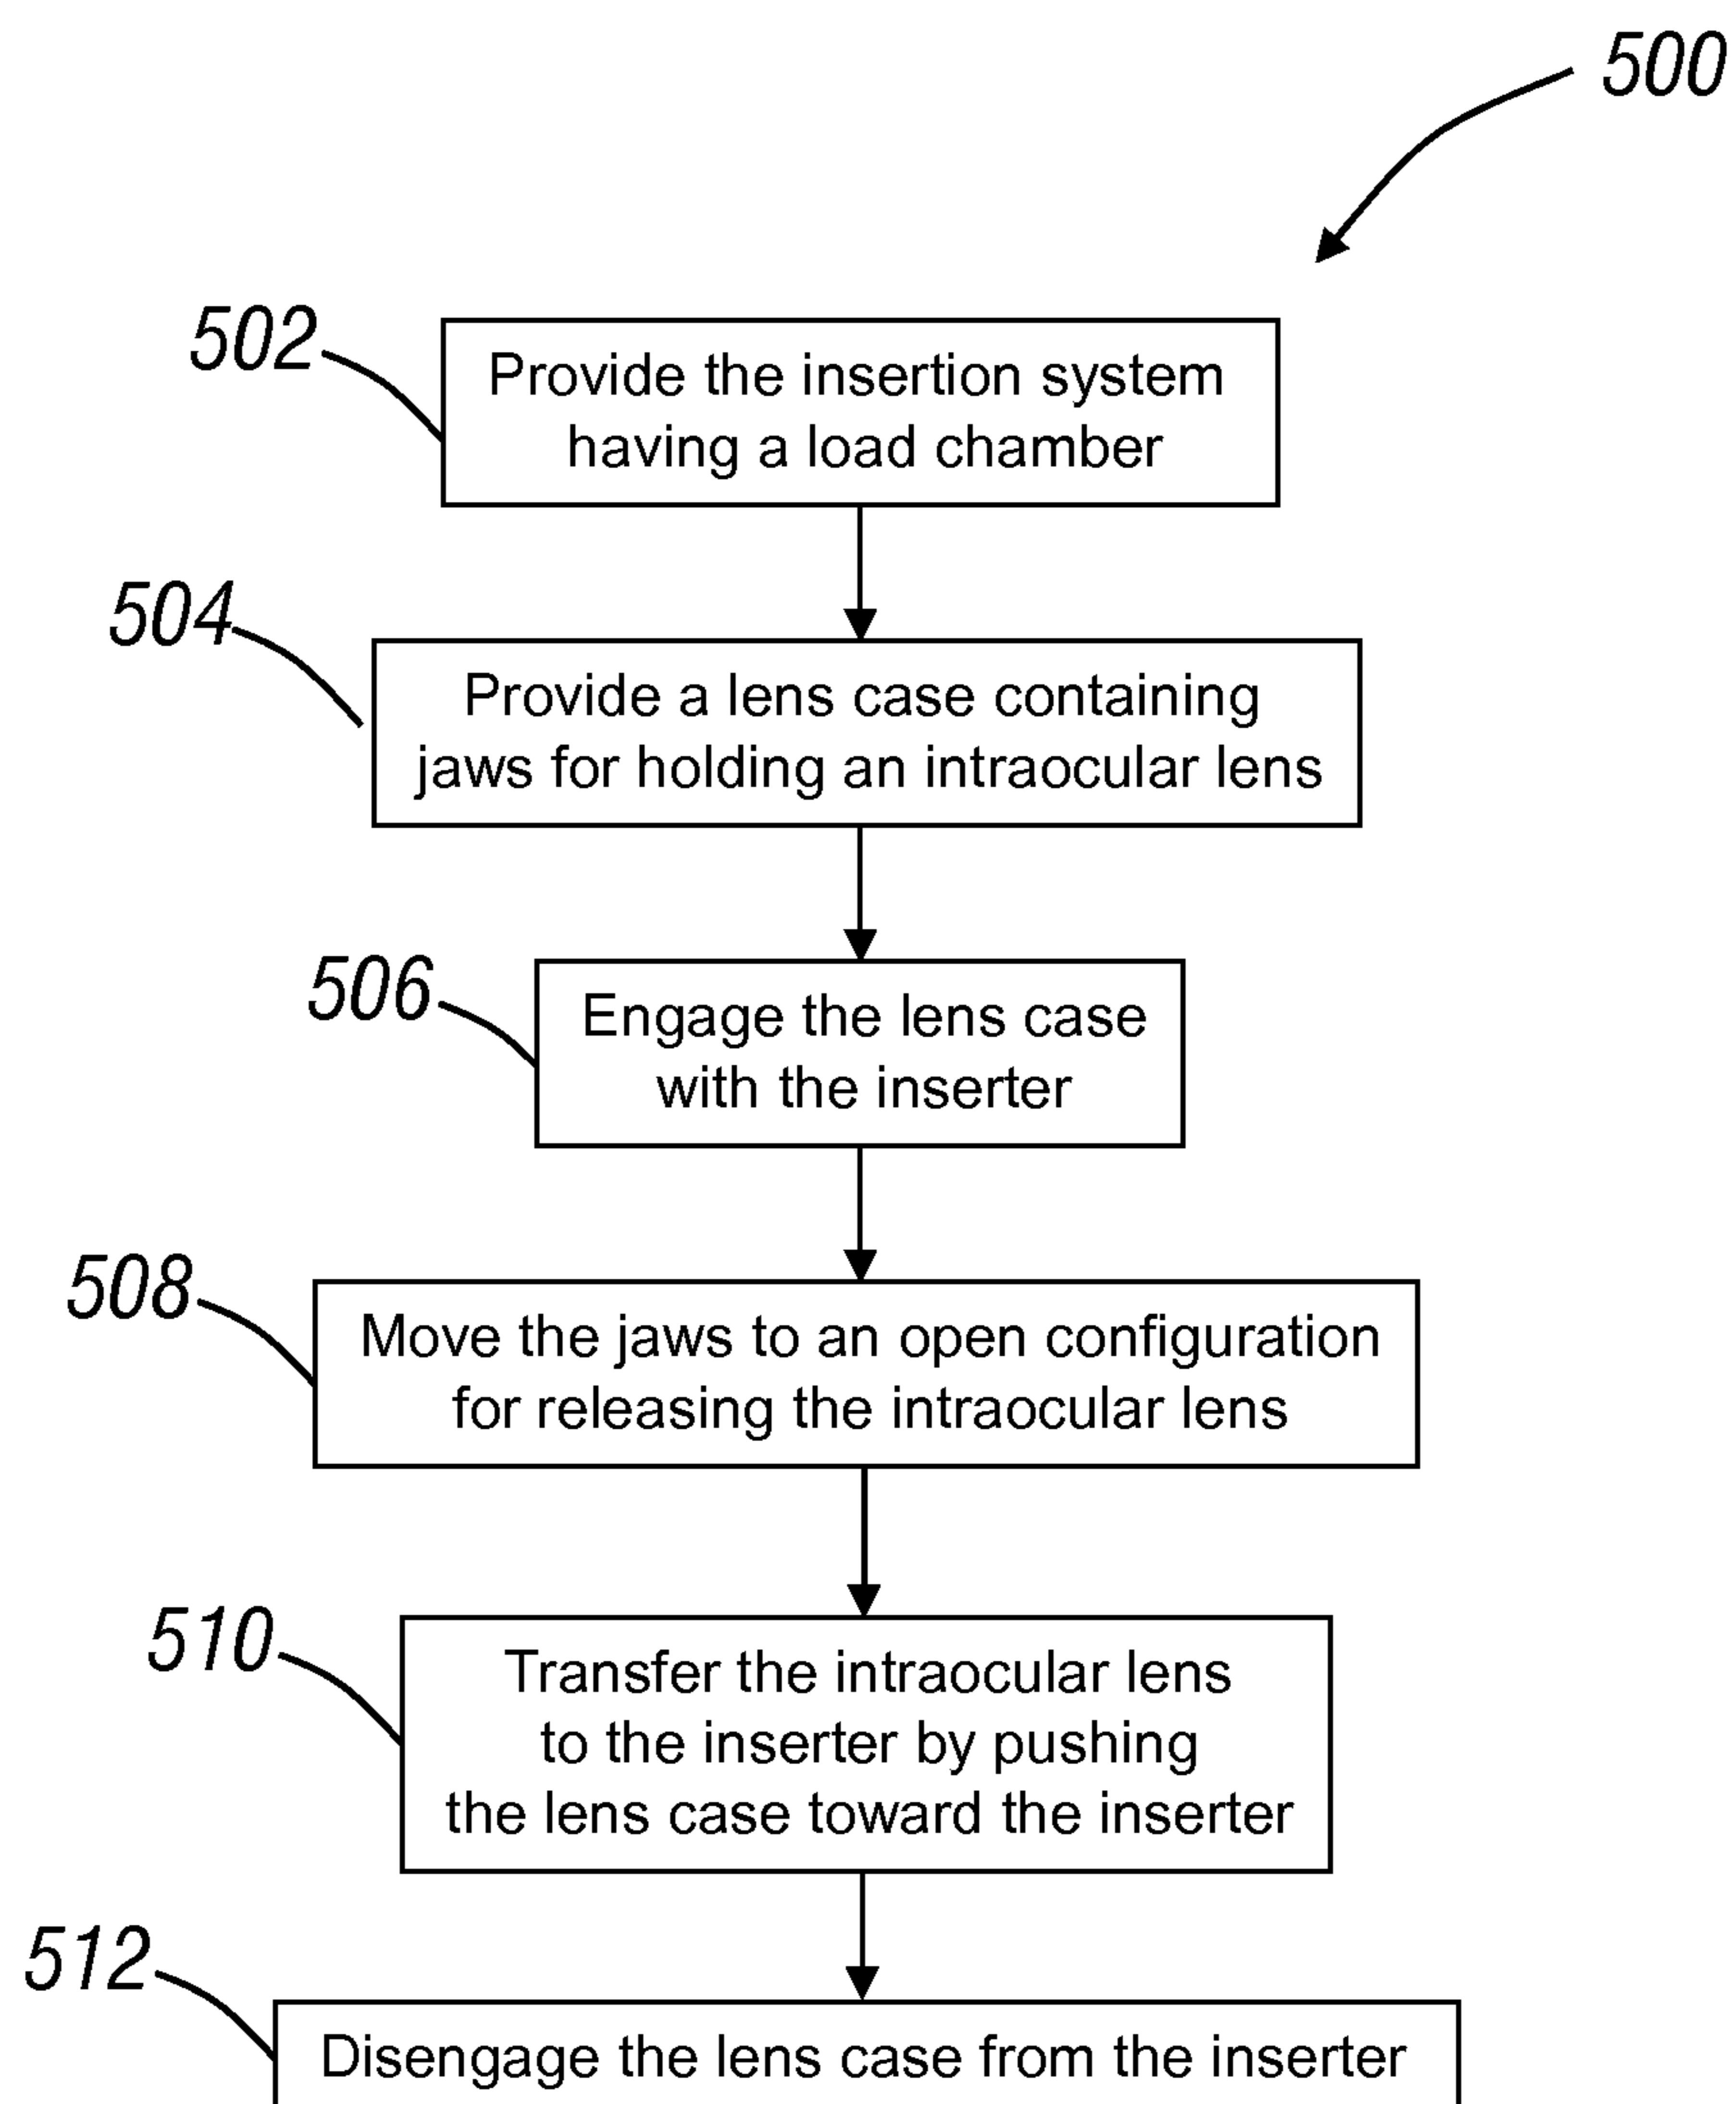 500
502
Provide the insertion system
having a load chamber
504
Provide a lens case containing
jaws for holding an intraocular lens
506
Engage the lens case
with the inserter
508
Move the jaws to an open configuration
for releasing the intraocular lens
510
Transfer the intraocular lens
to the inserter by pushing
the lens case toward the inserter
512
Disengage the lens case from the inserter